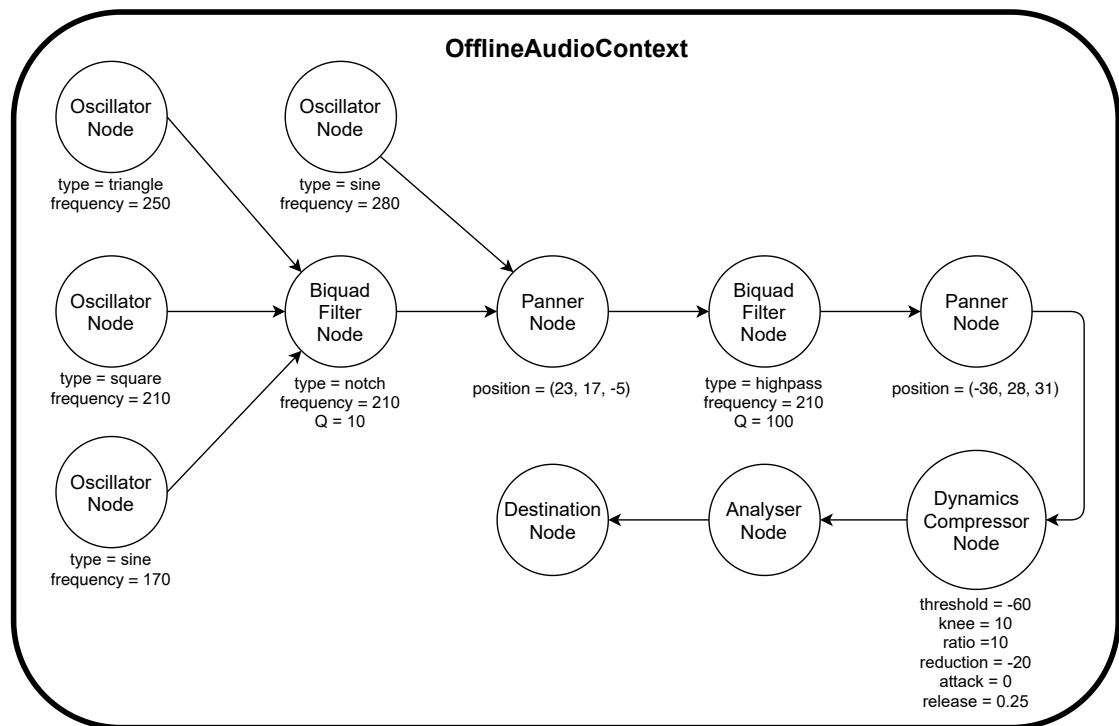 OfflineAudioContext
Oscillator
Node
type = triangle
frequency = 250
Oscillator
Node
type = sine
frequency = 280
Oscillator
Node
type = square
frequency = 210
Biquad
Filter
Node
type = notch
frequency = 210
Q = 10
Panner
Node
position = (23, 17, -5)
Biquad
Filter
Node
type = highpass
frequency = 210
Q = 100
Panner
Node
position = (-36, 28, 31)
Oscillator
Node
type = sine
frequency = 170
Destination
Node
Analyser
Node
Dynamics
Compressor
Node
threshold = -60
knee = 10
ratio =10
reduction = -20
attack = 0
release = 0.25